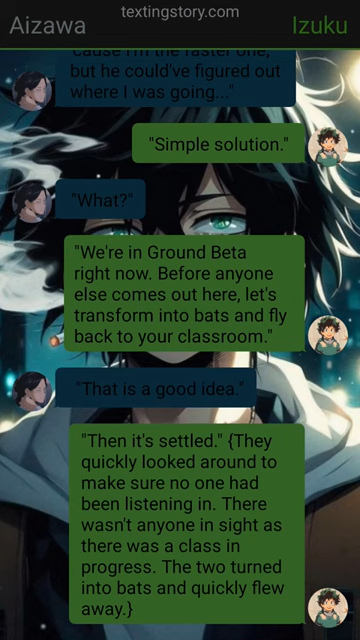 textingstory.com
Aizawa
Izuku
'cause I'm the faster one,
but he could've figured out
where I was going..."
"Simple solution."
"What?"
"We're in Ground Beta
right now. Before anyone
else comes out here, let's
transform into bats and fly
back to your classroom."
"That is a good idea."
"Then it's settled." {They
quickly looked around to
make sure no one had
been listening in. There
wasn't anyone in sight as
there was a class in
progress. The two turned
into bats and quickly flew
away.}